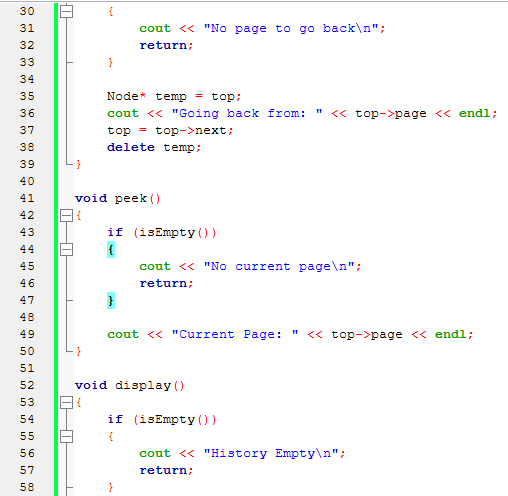 30 {
31 cout << "No page to go back\n";
32 return;
33 }
34
35 Node* temp = top;
36 cout << "Going back from: " << top->page << endl;
37 top = top->next;
38 delete temp;
39 }
40
41 void peek()
42 {
43 if (isEmpty())
44 {
45 cout << "No current page\n";
46 return;
47 }
48
49 cout << "Current Page: " << top->page << endl;
50 }
51
52 void display()
53 {
54 if (isEmpty())
55 {
56 cout << "History Empty\n";
57 return;
58 }